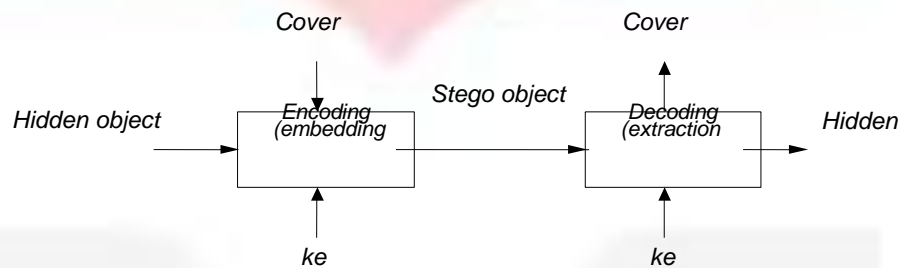 Cover
Cover
Hidden object
Encoding
(embedding
Stego object
Decoding
(extraction
Hidden
ke
ke